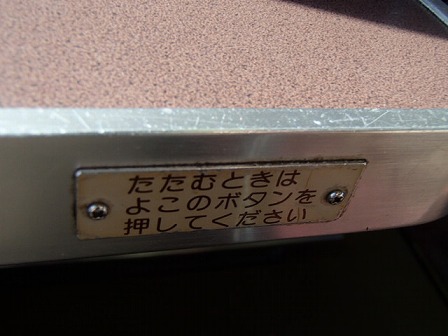 たたむときは
よこのボタンを
押してください